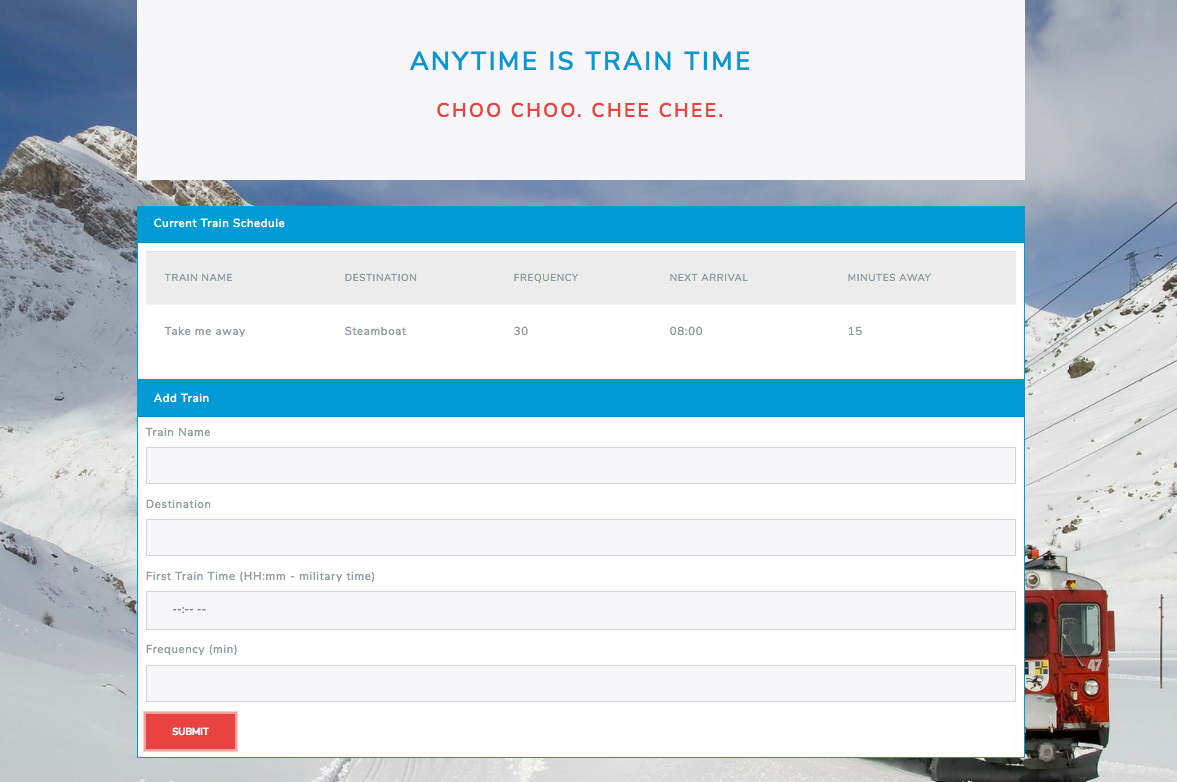 ANYTIME IS TRAIN TIME
CHOO CHOO. CHEE CHEE.
Current Train Schedule
TRAIN NAME DESTINATION FREQUENCY NEXT ARRIVAL MINUTES AWAY
Take me away Steamboat 30 08:00 15
Add Train
Train Name
Destination
First Train Time (HH:mm - military time)
--:-- --
Frequency (min)
47
SUBMIT